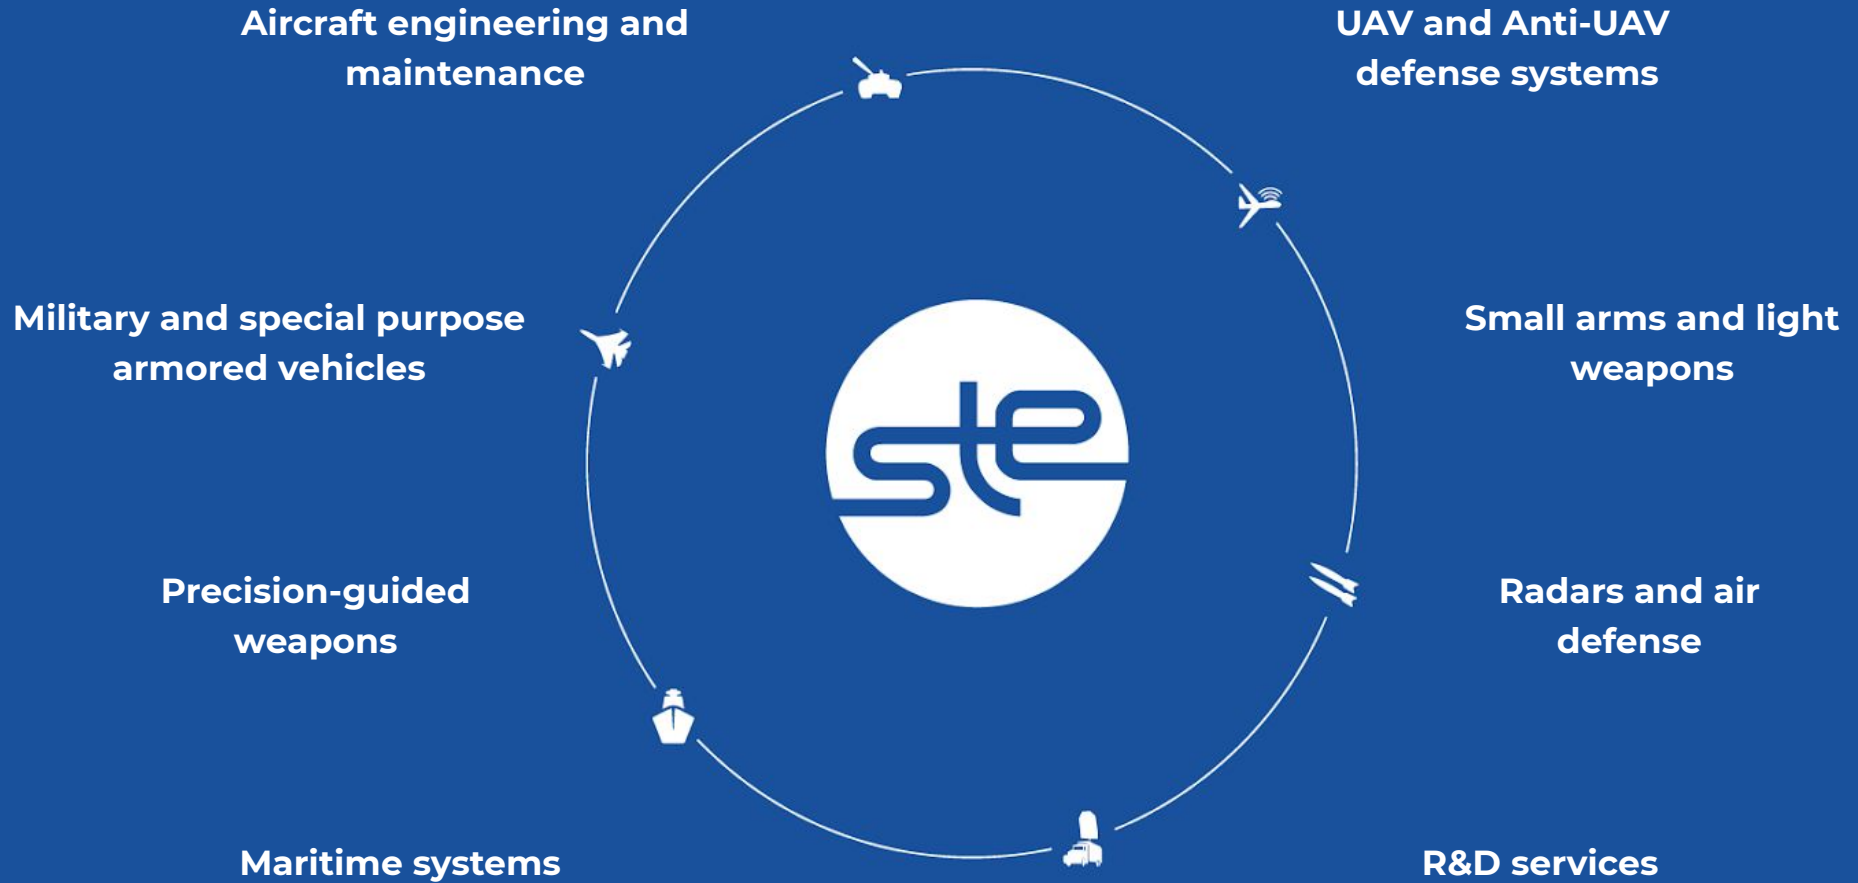 Aircraft engineering and
maintenance
UAV and Anti-UAV
defense systems
Military and special purpose
armored vehicles
Small arms and light
weapons
ste
Precision-guided
weapons
Radars and air
defense
Maritime systems
R&D services